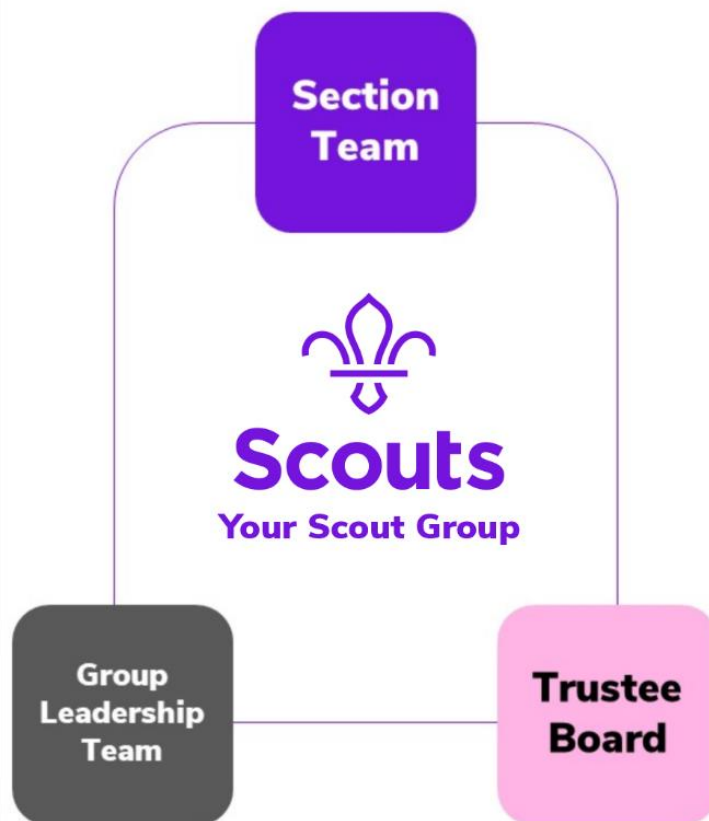 Section
Team
Scouts
Your Scout Group
Group
Leadership
Team
Trustee
Board